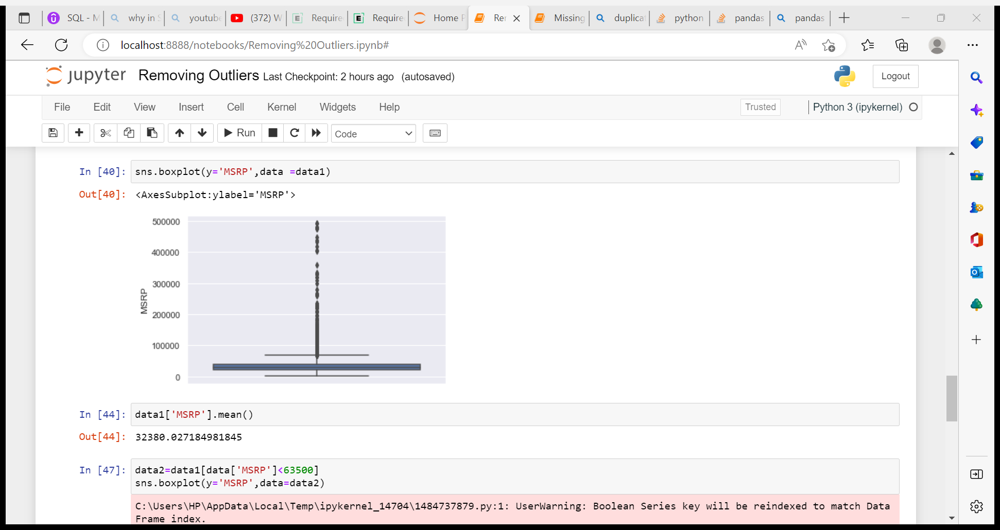 SQL - M
why in S
youtube
(372) W
Require
Require
Home P
Rer
Missing
duplicat
python
pandas
pandas
localhost:8888/notebooks/Removing%20Outliers.ipynb#
jupyter Removing Outliers Last Checkpoint: 2 hours ago (autosaved)
Logout
File Edit View Insert Cell Kernel Widgets Help
Trusted
Python 3 (ipykernel)
Run
Code
In [40]: sns.boxplot(y='MSRP',data =data1)
Out[40]: <AxesSubplot:ylabel='MSRP'>
500000
400000
300000
200000
100000
0
MSRP
In [44]: data1['MSRP'].mean()
Out[44]: 32380.027184981845
In [47]: data2=data1[data['MSRP']<63500]
sns.boxplot(y='MSRP',data=data2)
C:\Users\HP\AppData\Local\Temp\ipykernel_14704\1484737879.py:1: UserWarning: Boolean Series key will be reindexed to match Data
Frame index.